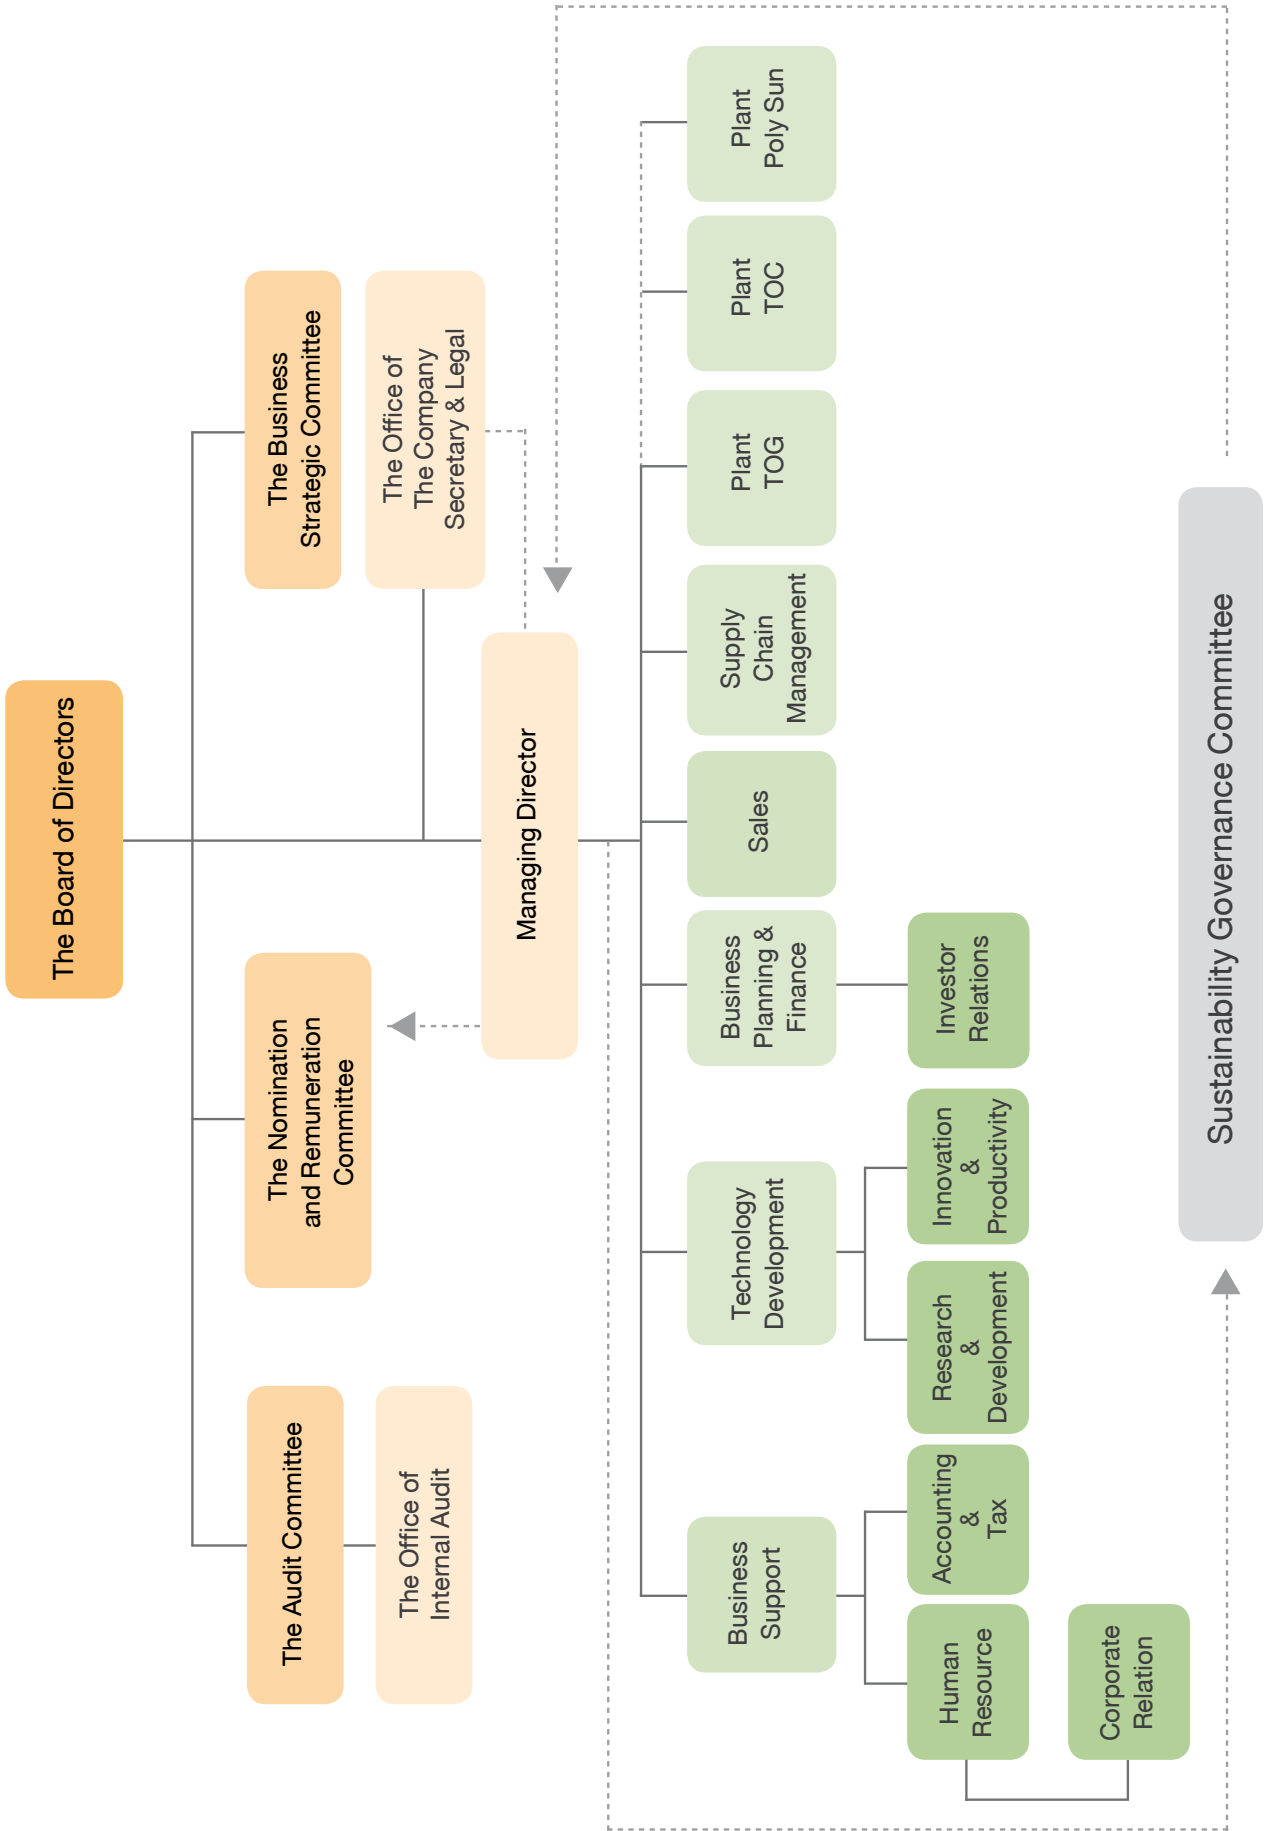 The Board of Directors
The Audit Committee
The Office of
Internal Audit
The Nomination
and Remuneration
Committee
The Business
Strategic Committee
The Office of
The Company
Secretary & Legal
Managing Director
Business
Support
Technology
Development
Business
Planning &
Finance
Sales
Supply
Chain
Management
Plant
TOG
Plant
TOC
Plant
Poly Sun
Human
Resource
Accounting
&
Tax
Research
&
Development
Innovation
&
Productivity
Investor
Relations
Corporate
Relation
Sustainability Governance Committee